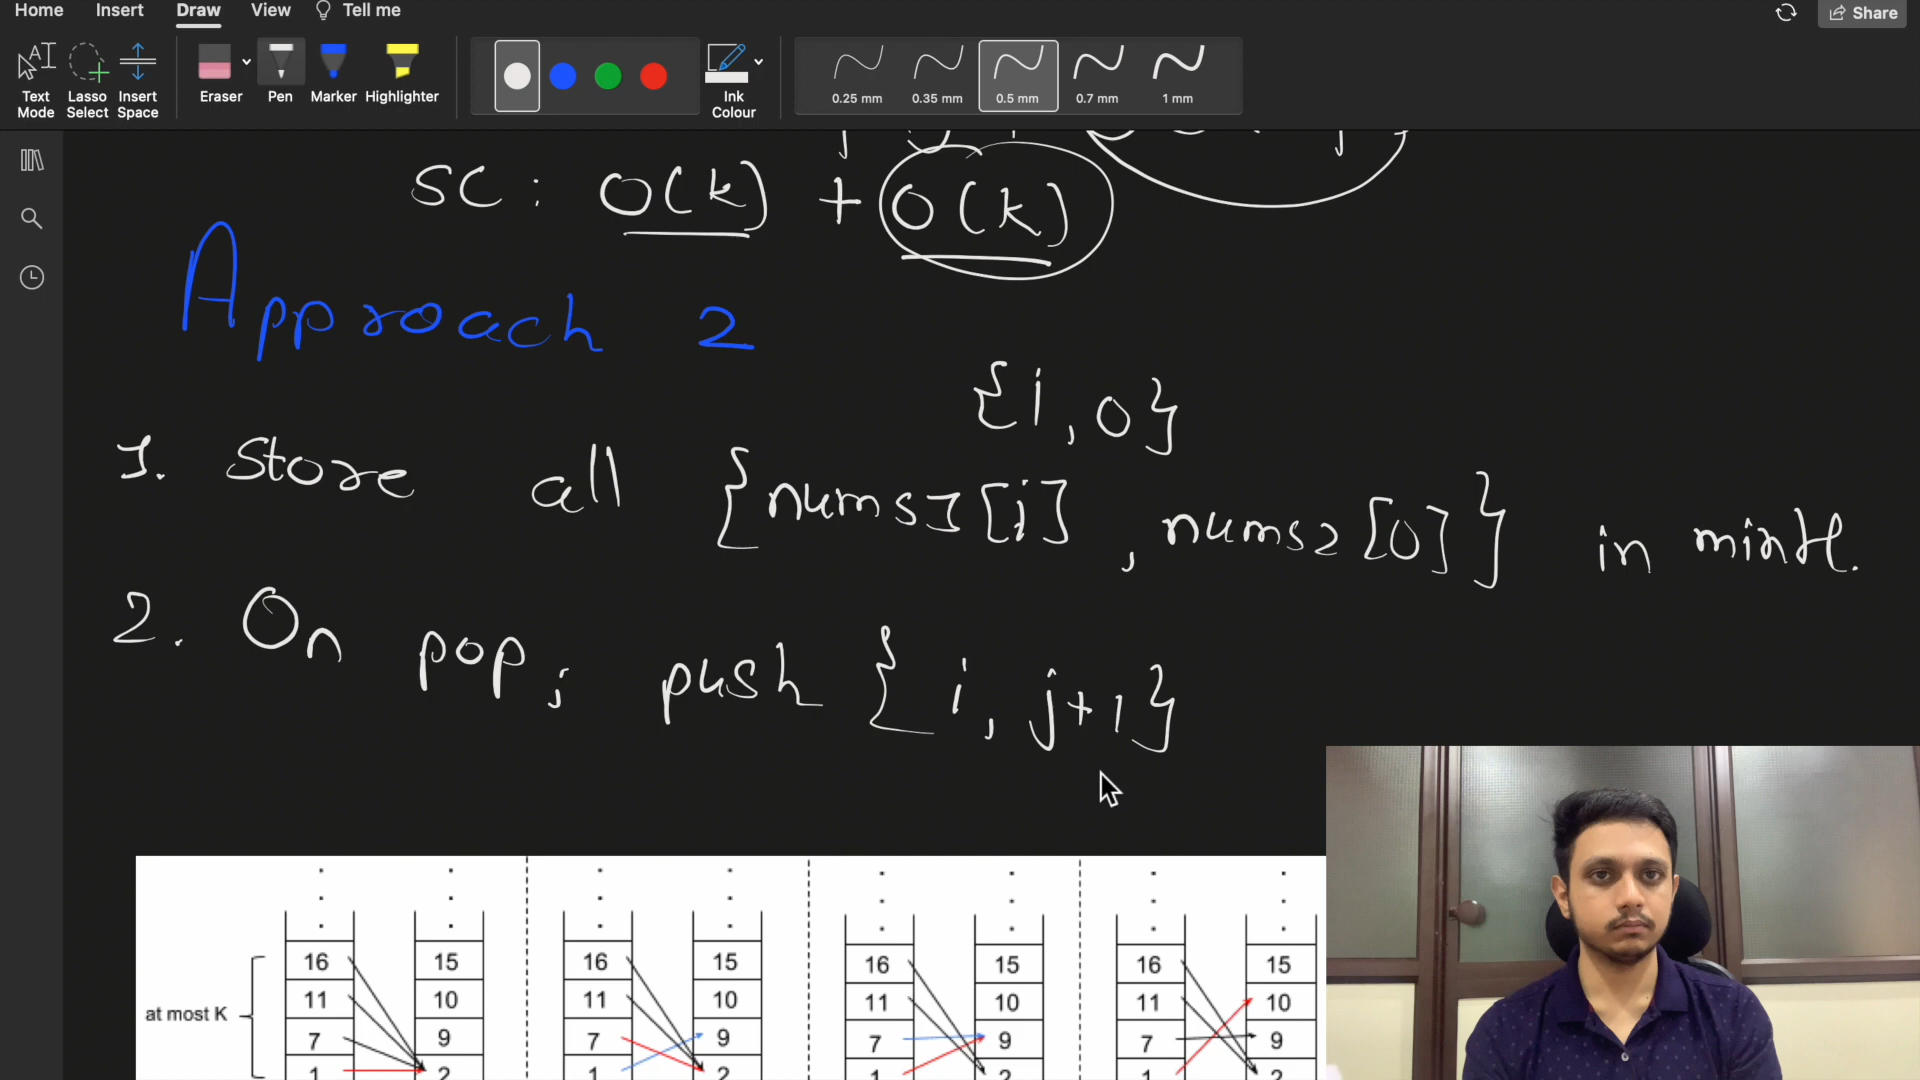 Home Insert Draw View Tell me Share
Text Mode Lasso Select Insert Space Eraser Pen Marker Highlighter Ink Colour 0.25 mm 0.35 mm 0.5 mm 0.7 mm 1 mm
SC : O(k) + O(k)
Approach 2
{i, 0}
1. Store all {nums1[i], nums2[0]} in minH.
2. On pop, push {i, j+1}
16 15 16 15 16 15 16 15
11 10 11 10 11 10 11 10
at most K
7 9 7 9 7 9 7 9
1 2 1 2 1 2 1 2